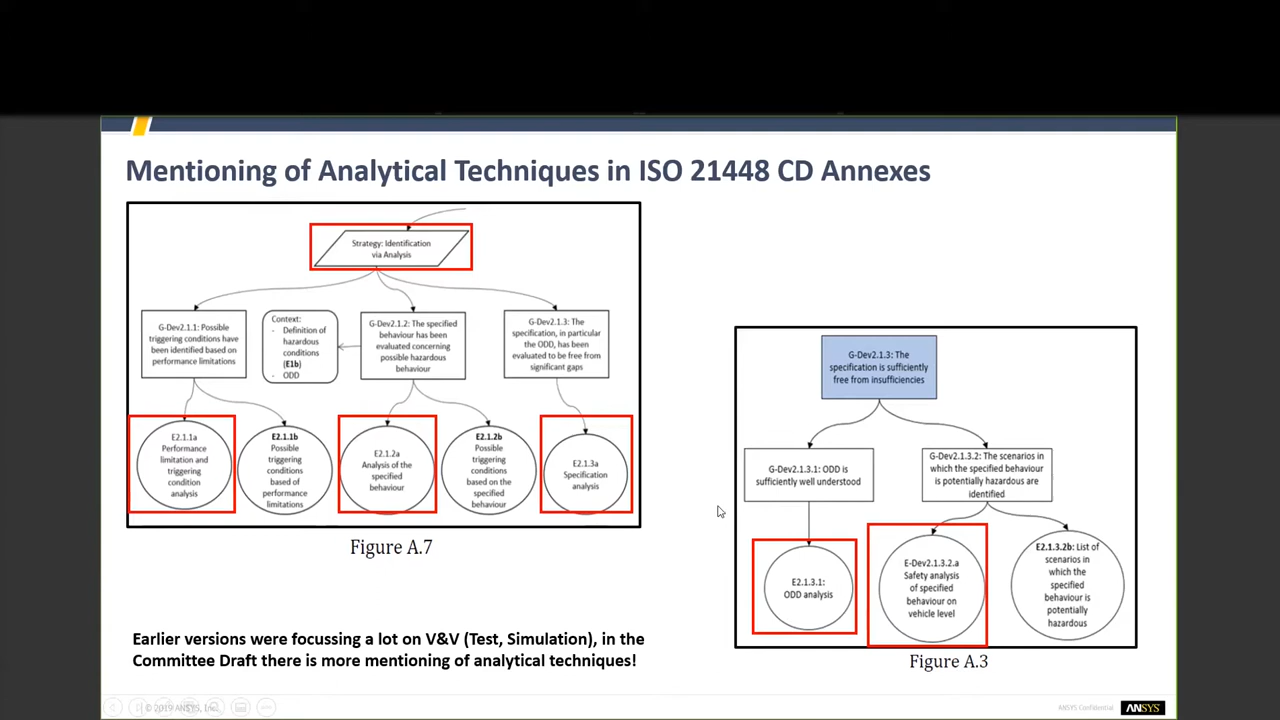 Mentioning of Analytical Techniques in ISO 21448 CD Annexes
Strategy: Identification
via Analysis
G-Dev2.1.1: Possible
triggering conditions have
been identified based on
performance limitations
Context:
- Definition of
hazardous
conditions
(E1b)
- ODD
G-Dev2.1.2: The specified
behaviour has been
evaluated concerning
possible hazardous
behaviour
G-Dev2.1.3: The
specification, in particular
the ODD, has been
evaluated to be free from
significant gaps
E2.1.1a
Performance
limitation and
triggering
condition
analysis
E2.1.1b
Possible
triggering
conditions
based of
performance
limitations
E2.1.2a
Analysis of the
specified
behaviour
E2.1.2b
Possible
triggering
conditions
based on the
specified
behaviour
E2.1.3a
Specification
analysis
Figure A.7
G-Dev2.1.3: The
specification is sufficiently
free from insufficiencies
G-Dev2.1.3.1: ODD is
sufficiently well understood
G-Dev2.1.3.2: The scenarios in
which the specified behaviour
is potentially hazardous are
identified
E2.1.3.1:
ODD analysis
E-Dev2.1.3.2.a
Safety analysis
of specified
behaviour on
vehicle level
E2.1.3.2b: List of
scenarios in
which the
specified
behaviour is
potentially
hazardous
Figure A.3
Earlier versions were focussing a lot on V&V (Test, Simulation), in the
Committee Draft there is more mentioning of analytical techniques!
© 2019 ANSYS, Inc.
ANSYS Confidential
ANSYS